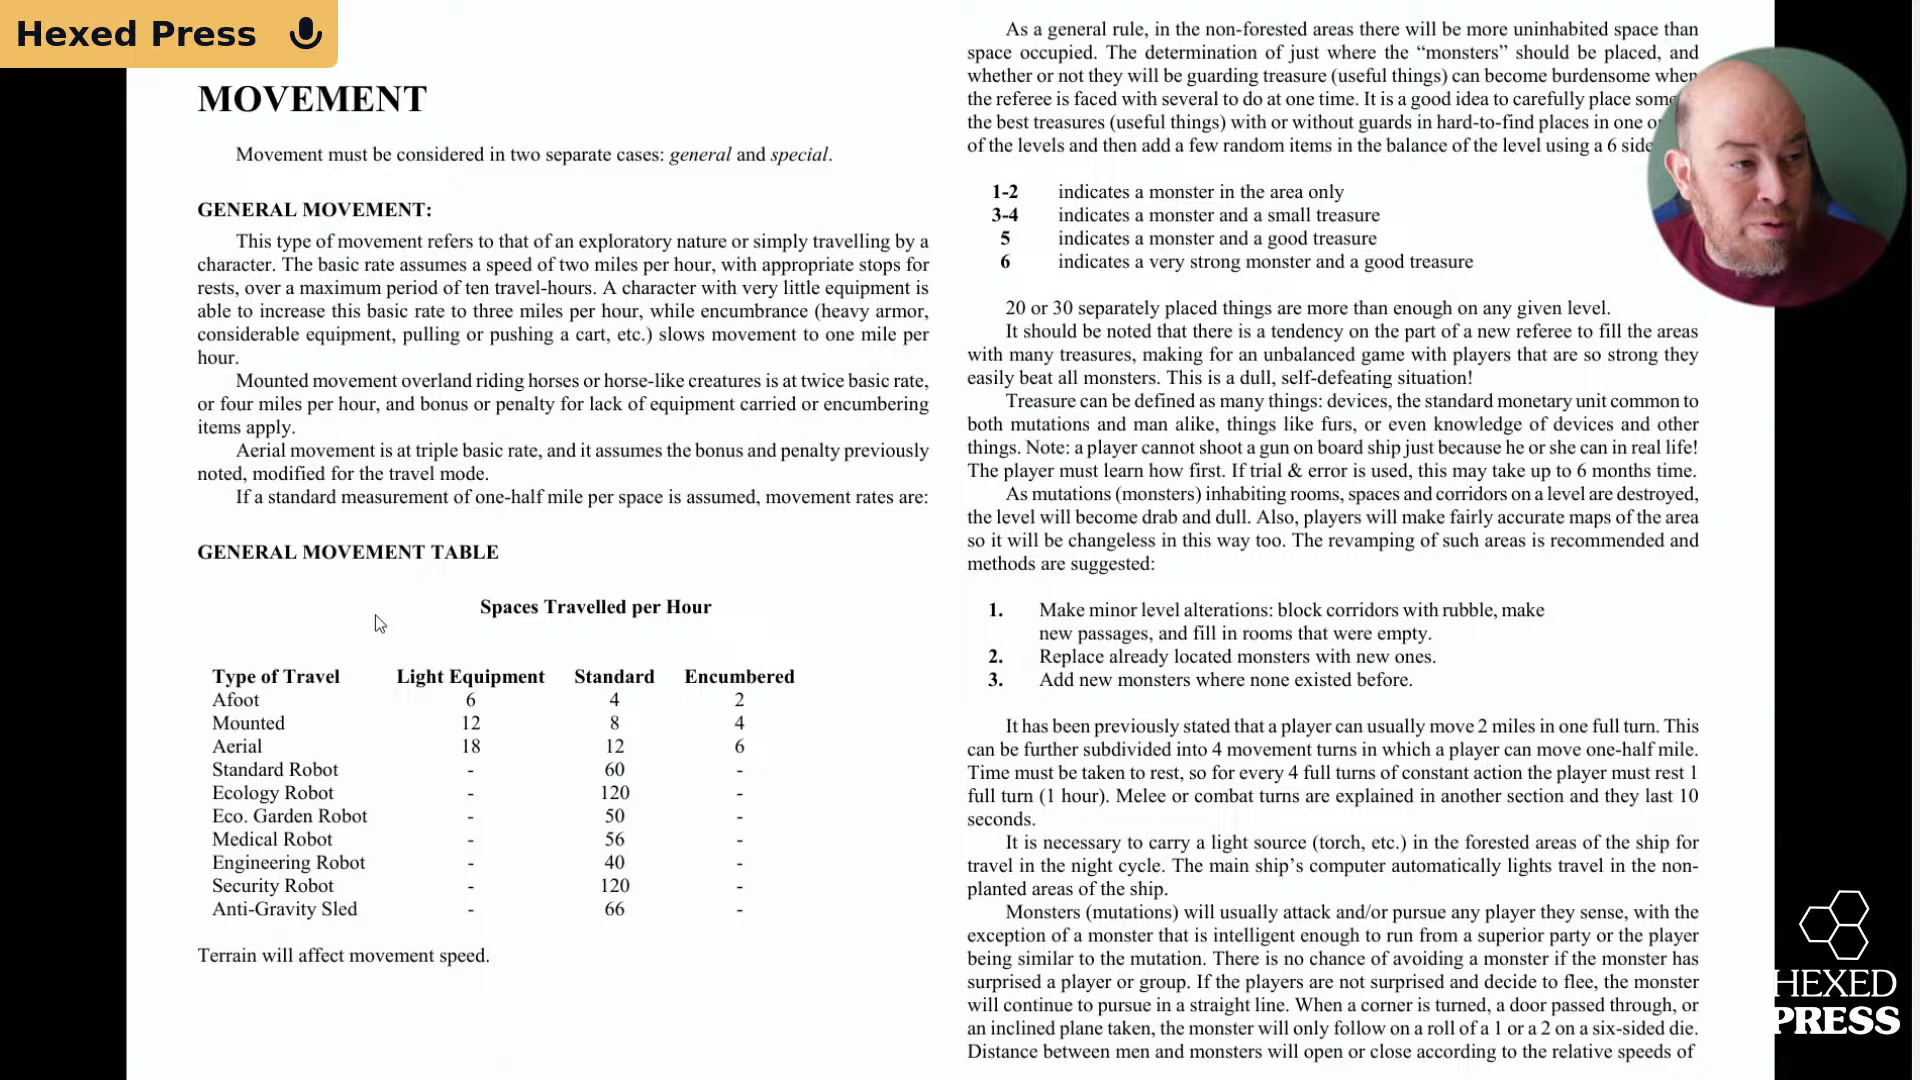 Hexed Press
MOVEMENT
Movement must be considered in two separate cases: general and special.
GENERAL MOVEMENT:
This type of movement refers to that of an exploratory nature or simply travelling by a
character. The basic rate assumes a speed of two miles per hour, with appropriate stops for
rests, over a maximum period of ten travel-hours. A character with very little equipment is
able to increase this basic rate to three miles per hour, while encumbrance (heavy armor,
considerable equipment, pulling or pushing a cart, etc.) slows movement to one mile per
hour.
Mounted movement overland riding horses or horse-like creatures is at twice basic rate,
or four miles per hour, and bonus or penalty for lack of equipment carried or encumbering
items apply.
Aerial movement is at triple basic rate, and it assumes the bonus and penalty previously
noted, modified for the travel mode.
If a standard measurement of one-half mile per space is assumed, movement rates are:
GENERAL MOVEMENT TABLE
Spaces Travelled per Hour
Type of Travel Light Equipment Standard Encumbered
Afoot 6 4 2
Mounted 12 8 4
Aerial 18 12 6
Standard Robot - 60 -
Ecology Robot - 120 -
Eco. Garden Robot - 50 -
Medical Robot - 56 -
Engineering Robot - 40 -
Security Robot - 120 -
Anti-Gravity Sled - 66 -
Terrain will affect movement speed.
As a general rule, in the non-forested areas there will be more uninhabited space than
space occupied. The determination of just where the “monsters” should be placed, and
whether or not they will be guarding treasure (useful things) can become burdensome when
the referee is faced with several to do at one time. It is a good idea to carefully place
the best treasures (useful things) with or without guards in hard-to-find places in one
of the levels and then add a few random items in the balance of the level using a 6
1-2 indicates a monster in the area only
3-4 indicates a monster and a small treasure
5 indicates a monster and a good treasure
6 indicates a very strong monster and a good treasure
20 or 30 separately placed things are more than enough on any given level.
It should be noted that there is a tendency on the part of a new referee to fill the areas
with many treasures, making for an unbalanced game with players that are so strong they
easily beat all monsters. This is a dull, self-defeating situation!
Treasure can be defined as many things: devices, the standard monetary unit common to
both mutations and man alike, things like furs, or even knowledge of devices and other
things. Note: a player cannot shoot a gun on board ship just because he or she can in real life!
The player must learn how first. If trial & error is used, this may take up to 6 months time.
As mutations (monsters) inhabiting rooms, spaces and corridors on a level are destroyed,
the level will become drab and dull. Also, players will make fairly accurate maps of the area
so it will be changeless in this way too. The revamping of such areas is recommended and
methods are suggested:
1. Make minor level alterations: block corridors with rubble, make
new passages, and fill in rooms that were empty.
2. Replace already located monsters with new ones.
3. Add new monsters where none existed before.
It has been previously stated that a player can usually move 2 miles in one full turn. This
can be further subdivided into 4 movement turns in which a player can move one-half mile.
Time must be taken to rest, so for every 4 full turns of constant action the player must rest 1
full turn (1 hour). Melee or combat turns are explained in another section and they last 10
seconds.
It is necessary to carry a light source (torch, etc.) in the forested areas of the ship for
travel in the night cycle. The main ship’s computer automatically lights travel in the non-
planted areas of the ship.
Monsters (mutations) will usually attack and/or pursue any player they sense, with the
exception of a monster that is intelligent enough to run from a superior party or the player
being similar to the mutation. There is no chance of avoiding a monster if the monster has
surprised a player or group. If the players are not surprised and decide to flee, the monster
will continue to pursue in a straight line. When a corner is turned, a door passed through, or
an inclined plane taken, the monster will only follow on a roll of a 1 or a 2 on a six-sided die.
Distance between men and monsters will open or close according to the relative speeds of
HEXED
PRESS